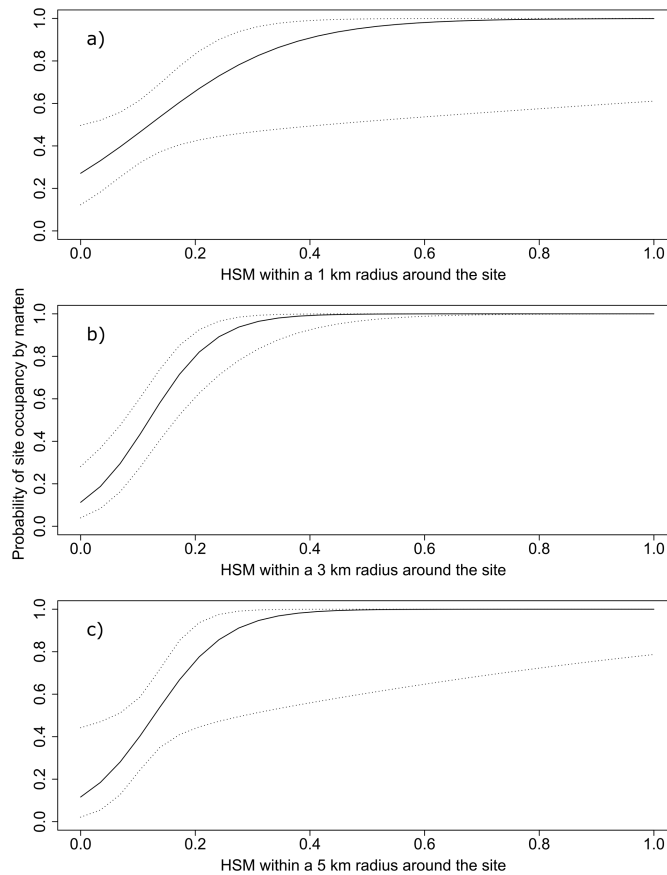 a)
1.0
0.8
0.6
0.4
0.2
0.0
0.0 0.2 0.4 0.6 0.8 1.0
HSM within a 1 km radius around the site
Probability of site occupancy by marten
b)
1.0
0.8
0.6
0.4
0.2
0.0
0.0 0.2 0.4 0.6 0.8 1.0
HSM within a 3 km radius around the site
c)
1.0
0.8
0.6
0.4
0.2
0.0
0.0 0.2 0.4 0.6 0.8 1.0
HSM within a 5 km radius around the site